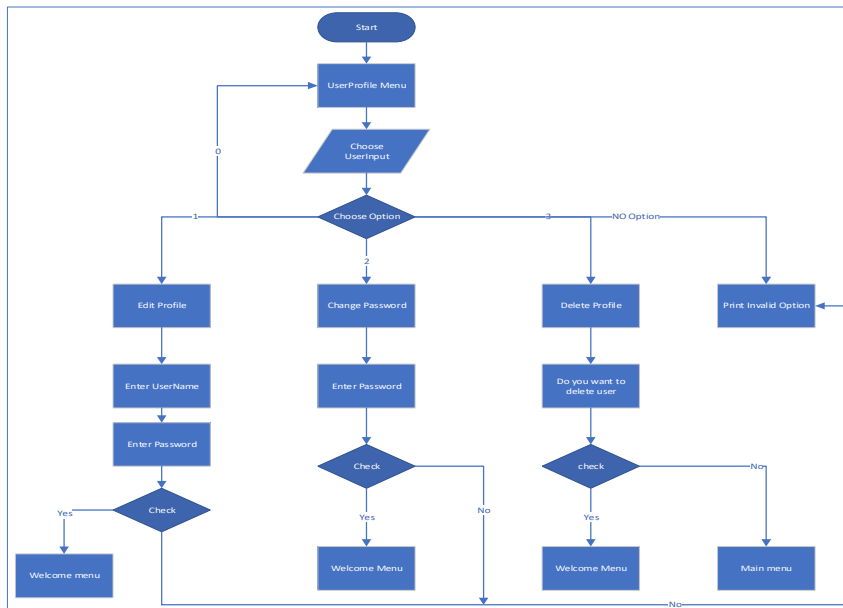 Start
UserProfile Menu
Choose
UserInput
0
Choose Option
1
3
NO Option
2
Edit Profile
Change Password
Delete Profile
Print Invalid Option
Enter UserName
Enter Password
Do you want to
delete user
Enter Password
Check
check
No
Yes
Check
No
Yes
Yes
Welcome menu
Welcome Menu
Welcome Menu
Main menu
No